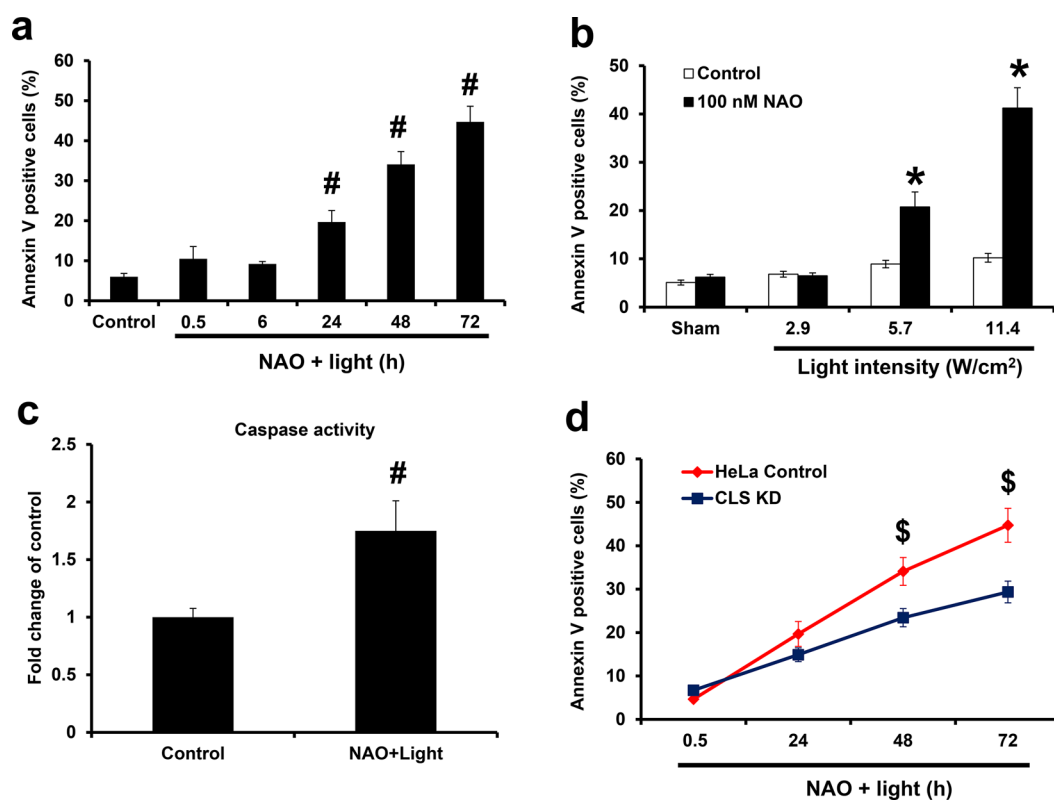 a
Annexin V positive cells (%)
60
50
40
30
20
10
0
# # #
Control 0.5 6 24 48 72
NAO + light (h)
b
Annexin V positive cells (%)
50
40
30
20
10
0
Control
100 nM NAO
* *
Sham 2.9 5.7 11.4
Light intensity (W/cm²)
c
Caspase activity
Fold change of control
2.5
2
1.5
1
0.5
0
#
Control NAO+Light
d
Annexin V positive cells (%)
60
50
40
30
20
10
0
HeLa Control
CLS KD
$ $
0.5 24 48 72
NAO + light (h)